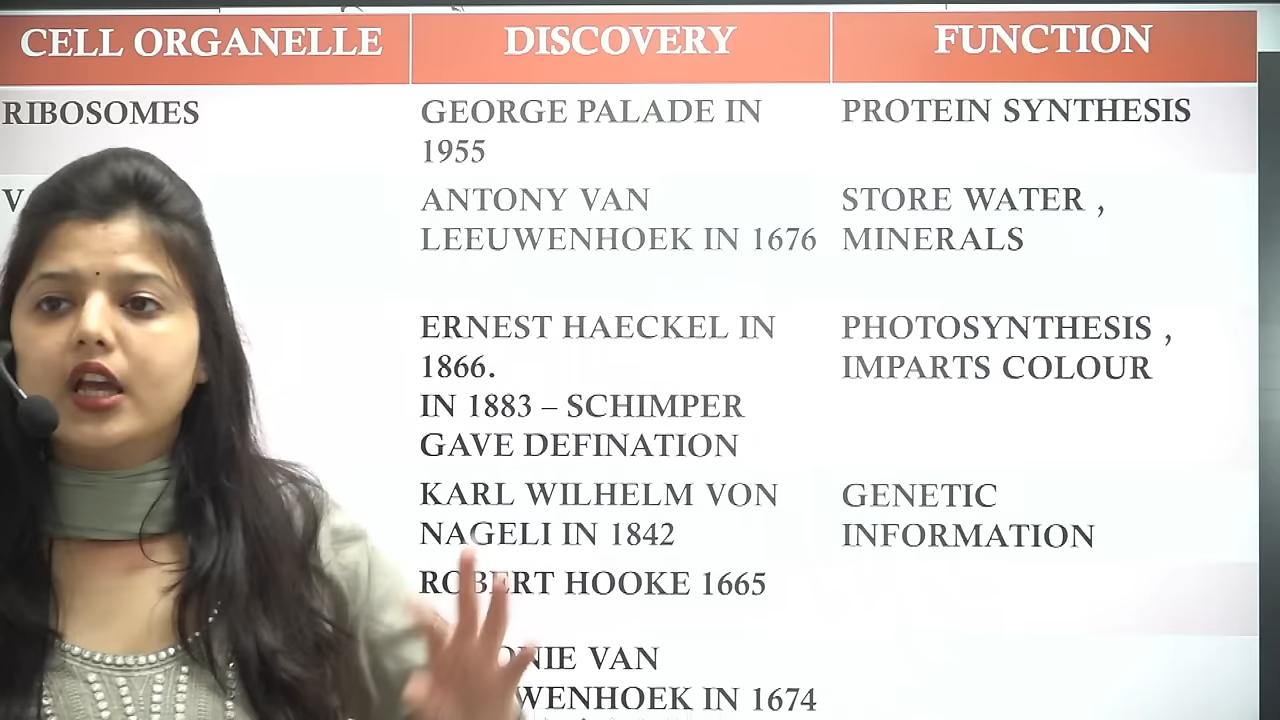 CELL ORGANELLE DISCOVERY FUNCTION
RIBOSOMES GEORGE PALADE IN PROTEIN SYNTHESIS
1955
ANTONY VAN STORE WATER ,
LEEUWENHOEK IN 1676 MINERALS
ERNEST HAECKEL IN PHOTOSYNTHESIS ,
1866. IMPARTS COLOUR
IN 1883 – SCHIMPER
GAVE DEFINATION
KARL WILHELM VON GENETIC
NAGELI IN 1842 INFORMATION
ROBERT HOOKE 1665
VAN
IN 1674